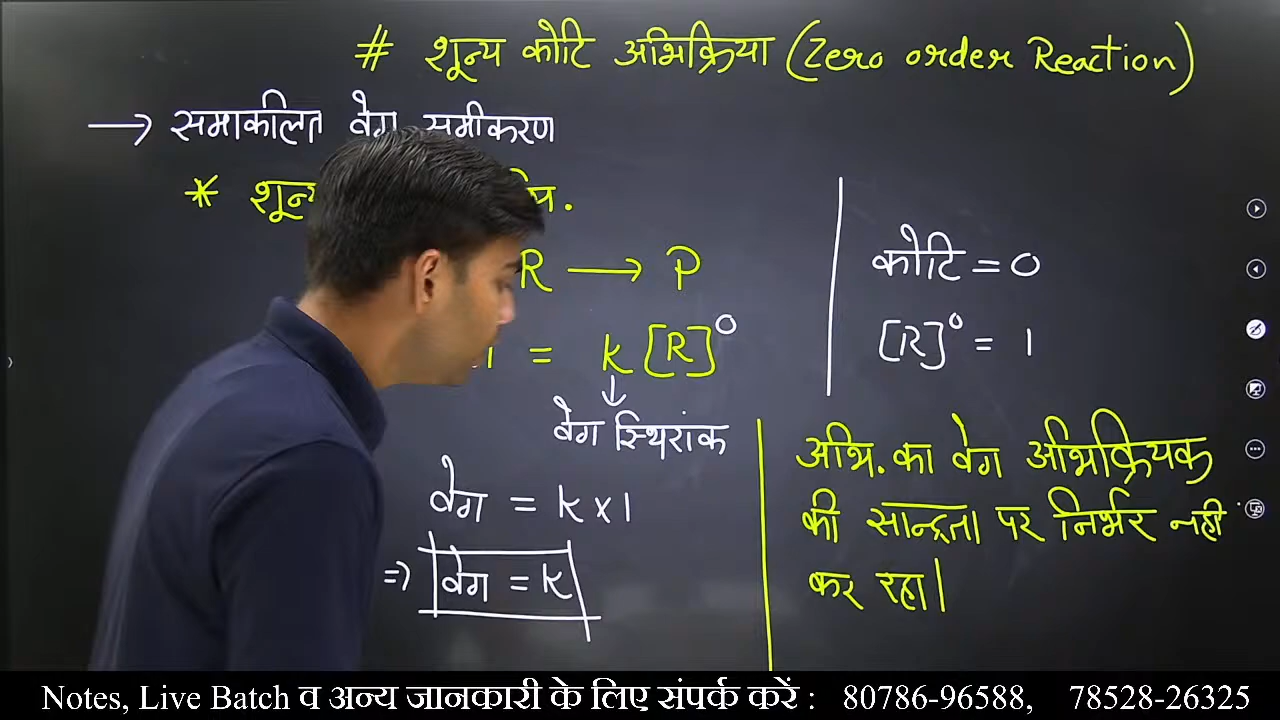 # शून्य कोटि अभिक्रिया (Zero order Reaction)
→ समाकलित वेग समीकरण
* शून्य
R → P
= k [R]⁰
वेग स्थिरांक
वेग = k x 1
=> वेग = k
कोटि = 0
[R]⁰ = 1
अभि. का वेग अभिक्रियक
की सान्द्रता पर निर्भर नही
कर रहा।
Notes, Live Batch व अन्य जानकारी के लिए संपर्क करें : 80786-96588, 78528-26325